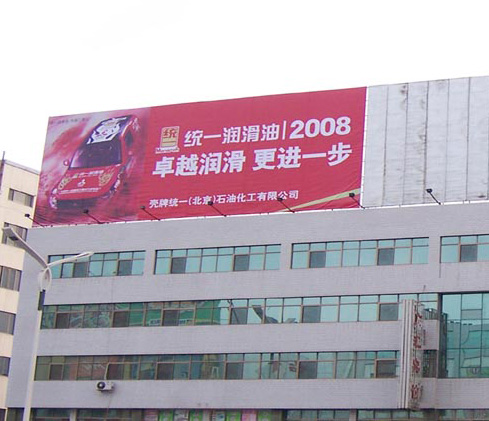 統
统一润滑油|2008
卓越润滑 更进一步
壳牌统一(北京)石油化工有限公司